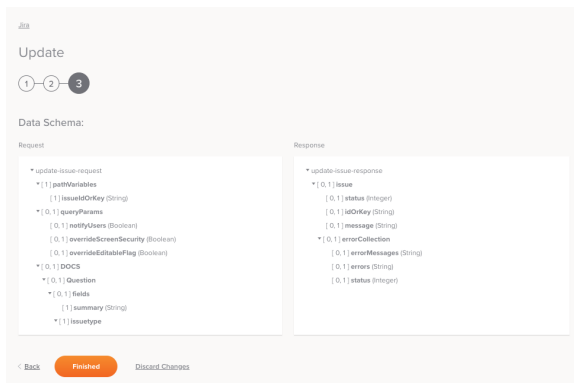 Jira
Update
1 2 3
Data Schema:
Request
▾ update-issue-request
▾ [ 1 ] pathVariables
[ 1 ] issueIdOrKey (String)
▾ [ 0, 1 ] queryParams
[ 0, 1 ] notifyUsers (Boolean)
[ 0, 1 ] overrideScreenSecurity (Boolean)
[ 0, 1 ] overrideEditableFlag (Boolean)
▾ [ 0, 1 ] DOCS
▾ [ 0, 1 ] Question
▾ [ 0, 1 ] fields
[ 1 ] summary (String)
▾ [ 1 ] issuetype
Response
▾ update-issue-response
▾ [ 0, 1 ] issue
[ 0, 1 ] status (Integer)
[ 0, 1 ] idOrKey (String)
[ 0, 1 ] message (String)
▾ [ 0, 1 ] errorCollection
[ 0, 1 ] errorMessages (String)
[ 0, 1 ] errors (String)
[ 0, 1 ] status (Integer)
‹ Back Finished Discard Changes